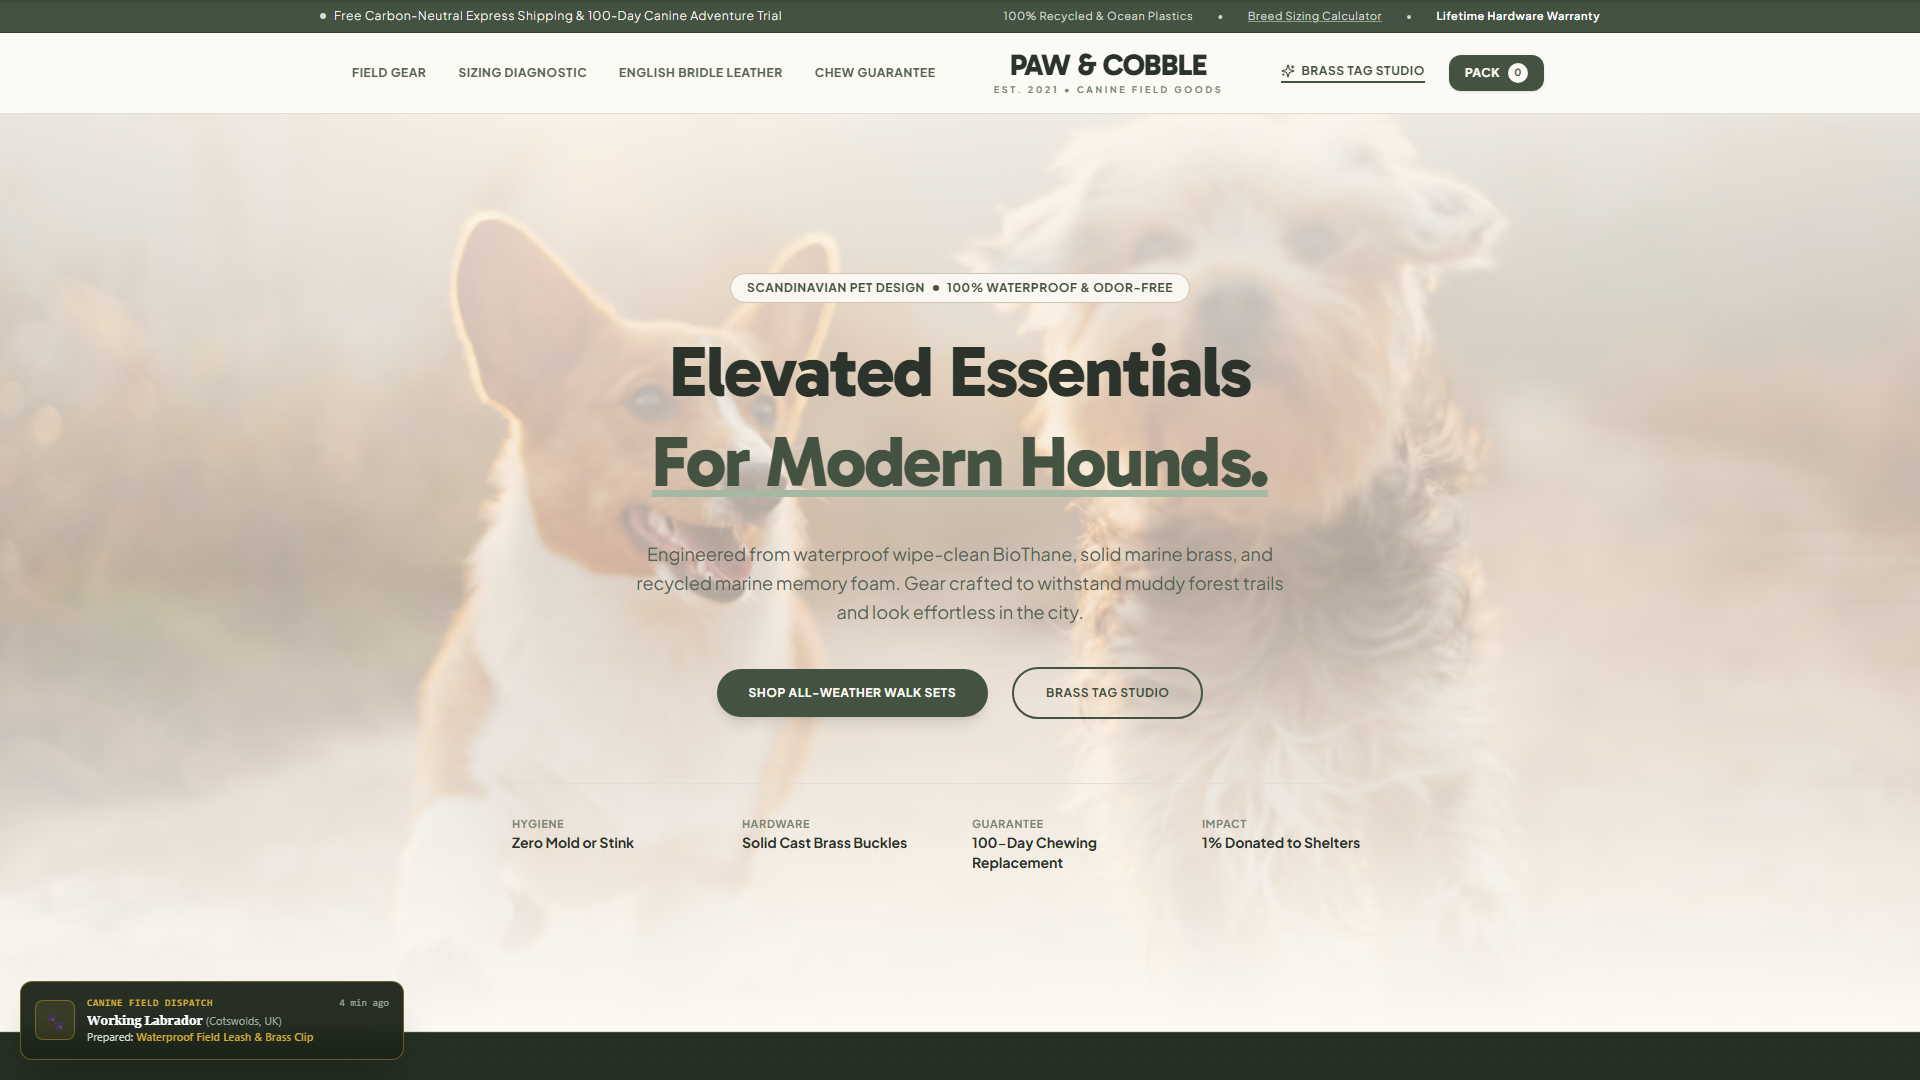 Free Carbon-Neutral Express Shipping & 100-Day Canine Adventure Trial
100% Recycled & Ocean Plastics • Breed Sizing Calculator • Lifetime Hardware Warranty
FIELD GEAR
SIZING DIAGNOSTIC
ENGLISH BRIDLE LEATHER
CHEW GUARANTEE
PAW & COBBLE
EST. 2021 • CANINE FIELD GOODS
BRASS TAG STUDIO
PACK 0
SCANDINAVIAN PET DESIGN • 100% WATERPROOF & ODOR-FREE
Elevated Essentials
For Modern Hounds.
Engineered from waterproof wipe-clean BioThane, solid marine brass, and
recycled marine memory foam. Gear crafted to withstand muddy forest trails
and look effortless in the city.
SHOP ALL-WEATHER WALK SETS
BRASS TAG STUDIO
HYGIENE
Zero Mold or Stink
HARDWARE
Solid Cast Brass Buckles
GUARANTEE
100-Day Chewing
Replacement
IMPACT
1% Donated to Shelters
CANINE FIELD DISPATCH 4 min ago
Working Labrador (Cotswolds, UK)
Prepared: Waterproof Field Leash & Brass Clip